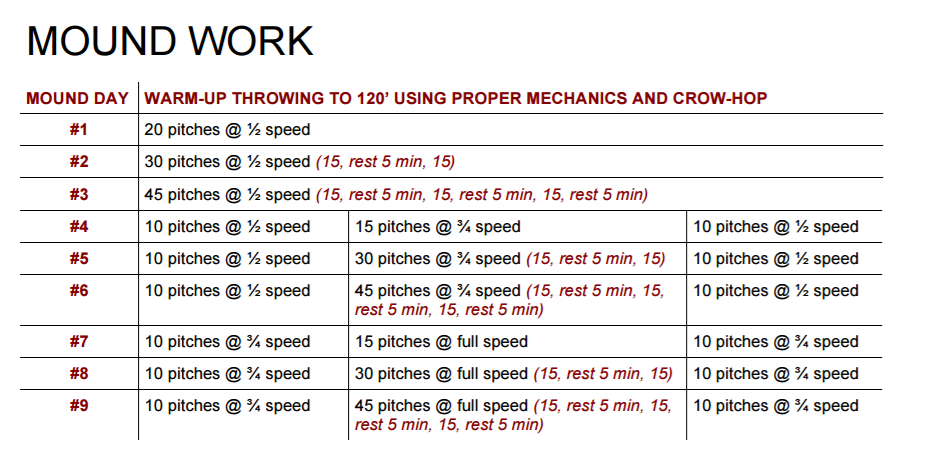 MOUND WORK
MOUND DAY WARM-UP THROWING TO 120’ USING PROPER MECHANICS AND CROW-HOP
#1 20 pitches @ ½ speed
#2 30 pitches @ ½ speed (15, rest 5 min, 15)
#3 45 pitches @ ½ speed (15, rest 5 min, 15, rest 5 min, 15, rest 5 min)
#4 10 pitches @ ½ speed 15 pitches @ ¾ speed 10 pitches @ ½ speed
#5 10 pitches @ ½ speed 30 pitches @ ¾ speed (15, rest 5 min, 15) 10 pitches @ ½ speed
#6 10 pitches @ ½ speed 45 pitches @ ¾ speed (15, rest 5 min, 15, 10 pitches @ ½ speed
rest 5 min, 15, rest 5 min)
#7 10 pitches @ ¾ speed 15 pitches @ full speed 10 pitches @ ¾ speed
#8 10 pitches @ ¾ speed 30 pitches @ full speed (15, rest 5 min, 15) 10 pitches @ ¾ speed
#9 10 pitches @ ¾ speed 45 pitches @ full speed (15, rest 5 min, 15, 10 pitches @ ¾ speed
rest 5 min, 15, rest 5 min)